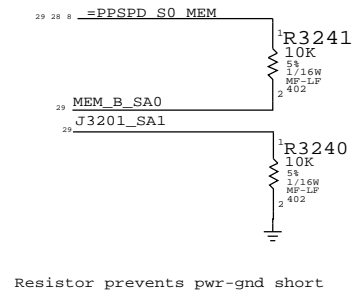 29 28 8 =PPSPD_S0_MEM
1
R3241
10K
5%
1/16W
MF-LF
402
2
29 MEM_B_SA0
29 J3201_SA1
1
R3240
10K
5%
1/16W
MF-LF
402
2
Resistor prevents pwr-gnd short